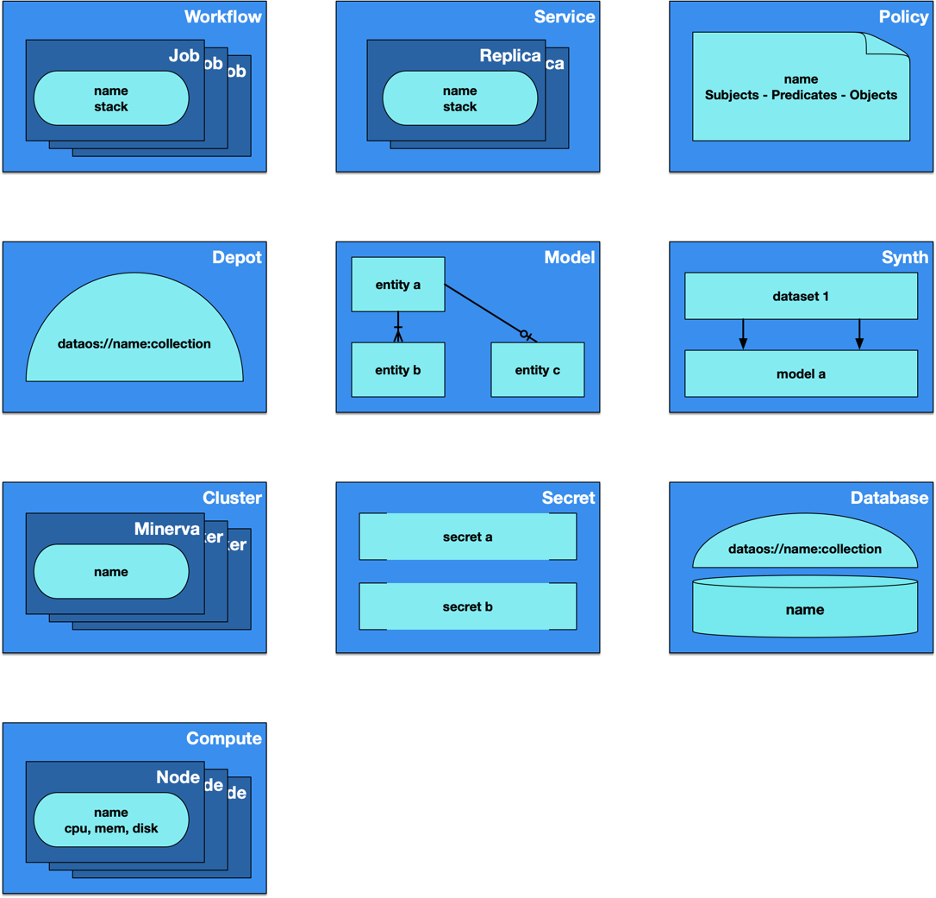 Workflow
Job
ob
ob
name
stack
Service
Replica
ca
name
stack
Policy
name
Subjects - Predicates - Objects
Depot
dataos://name:collection
Model
entity a
entity b
entity c
Synth
dataset 1
model a
Cluster
Minerva
ker
ker
name
Secret
secret a
secret b
Database
dataos://name:collection
name
Compute
Node
de
de
name
cpu, mem, disk